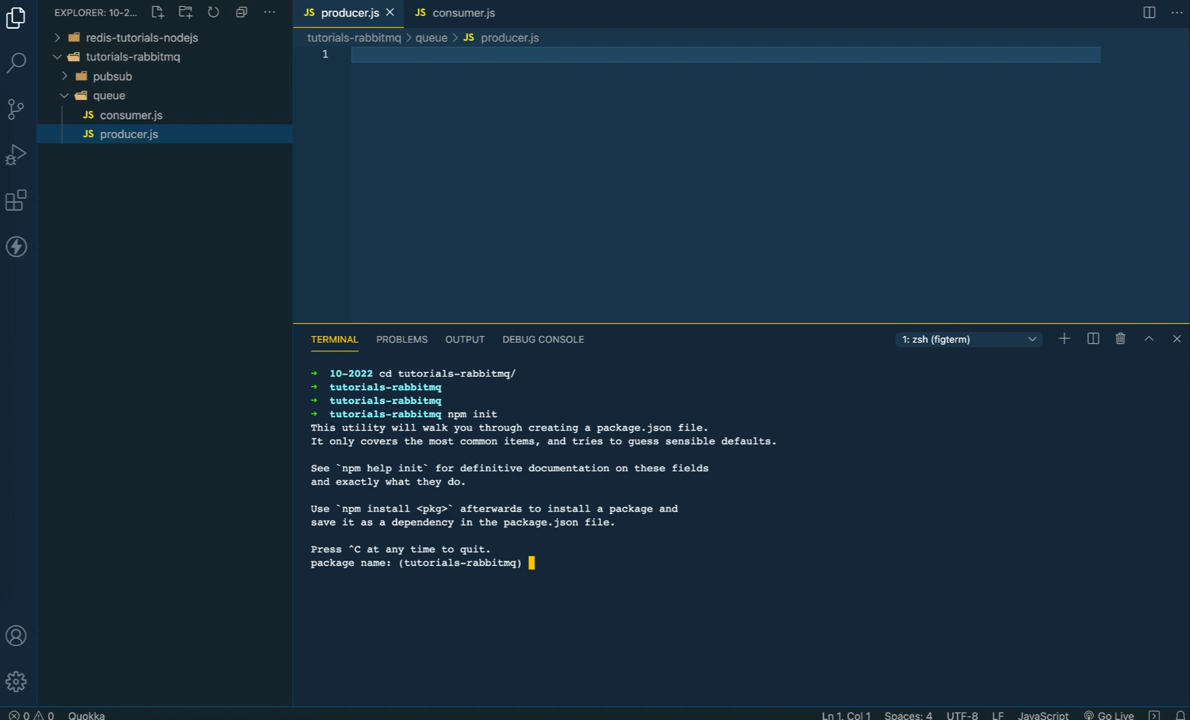 EXPLORER: 10-2...
redis-tutorials-nodejs
tutorials-rabbitmq
pubsub
queue
JS consumer.js
JS producer.js
JS producer.js
JS consumer.js
tutorials-rabbitmq > queue > JS producer.js
1
TERMINAL PROBLEMS OUTPUT DEBUG CONSOLE
1: zsh (figterm)
→ 10-2022 cd tutorials-rabbitmq/
→ tutorials-rabbitmq
→ tutorials-rabbitmq
→ tutorials-rabbitmq npm init
This utility will walk you through creating a package.json file.
It only covers the most common items, and tries to guess sensible defaults.
See `npm help init` for definitive documentation on these fields
and exactly what they do.
Use `npm install <pkg>` afterwards to install a package and
save it as a dependency in the package.json file.
Press ^C at any time to quit.
package name: (tutorials-rabbitmq)
0 0 Quokka
Ln 1, Col 1 Spaces: 4 UTF-8 LF JavaScript Go Live